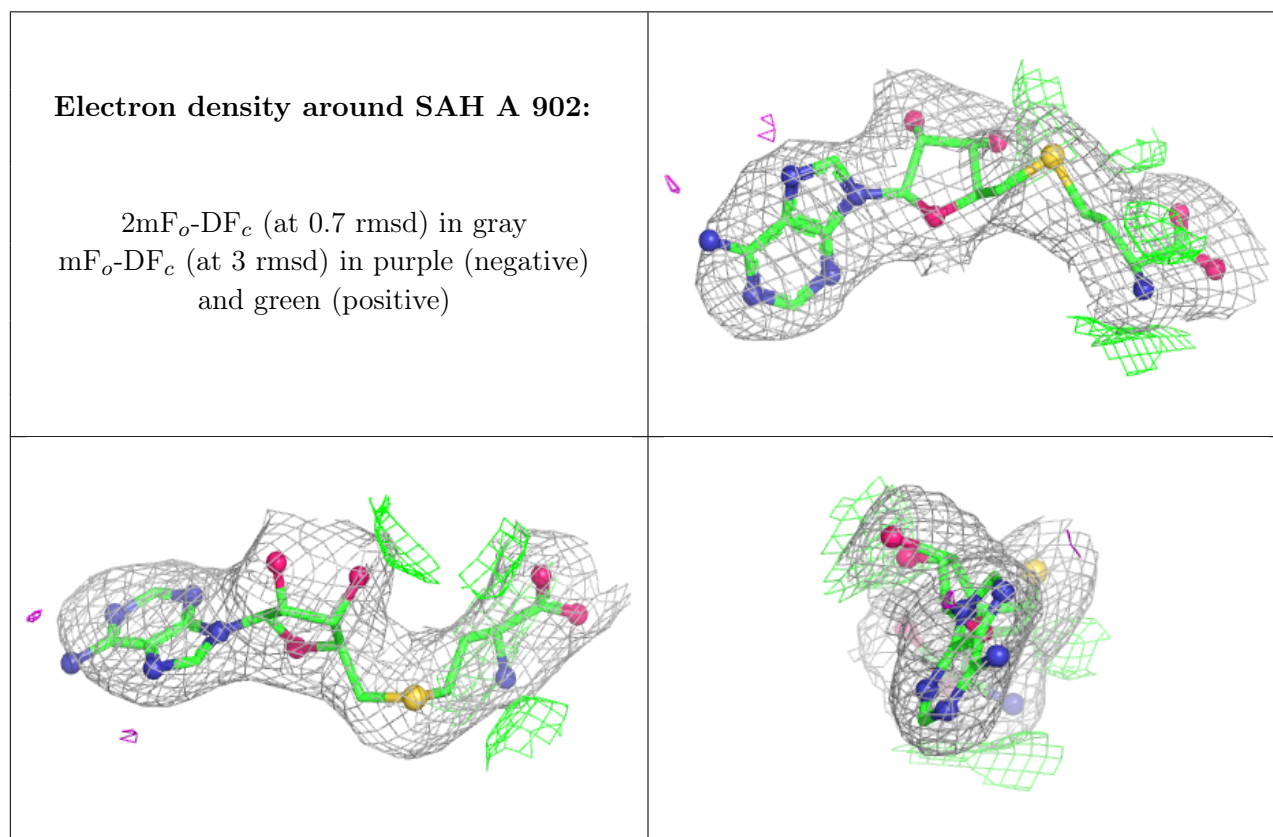 Electron density around SAH A 902:
2mFo-DFc (at 0.7 rmsd) in gray
mFo-DFc (at 3 rmsd) in purple (negative)
and green (positive)